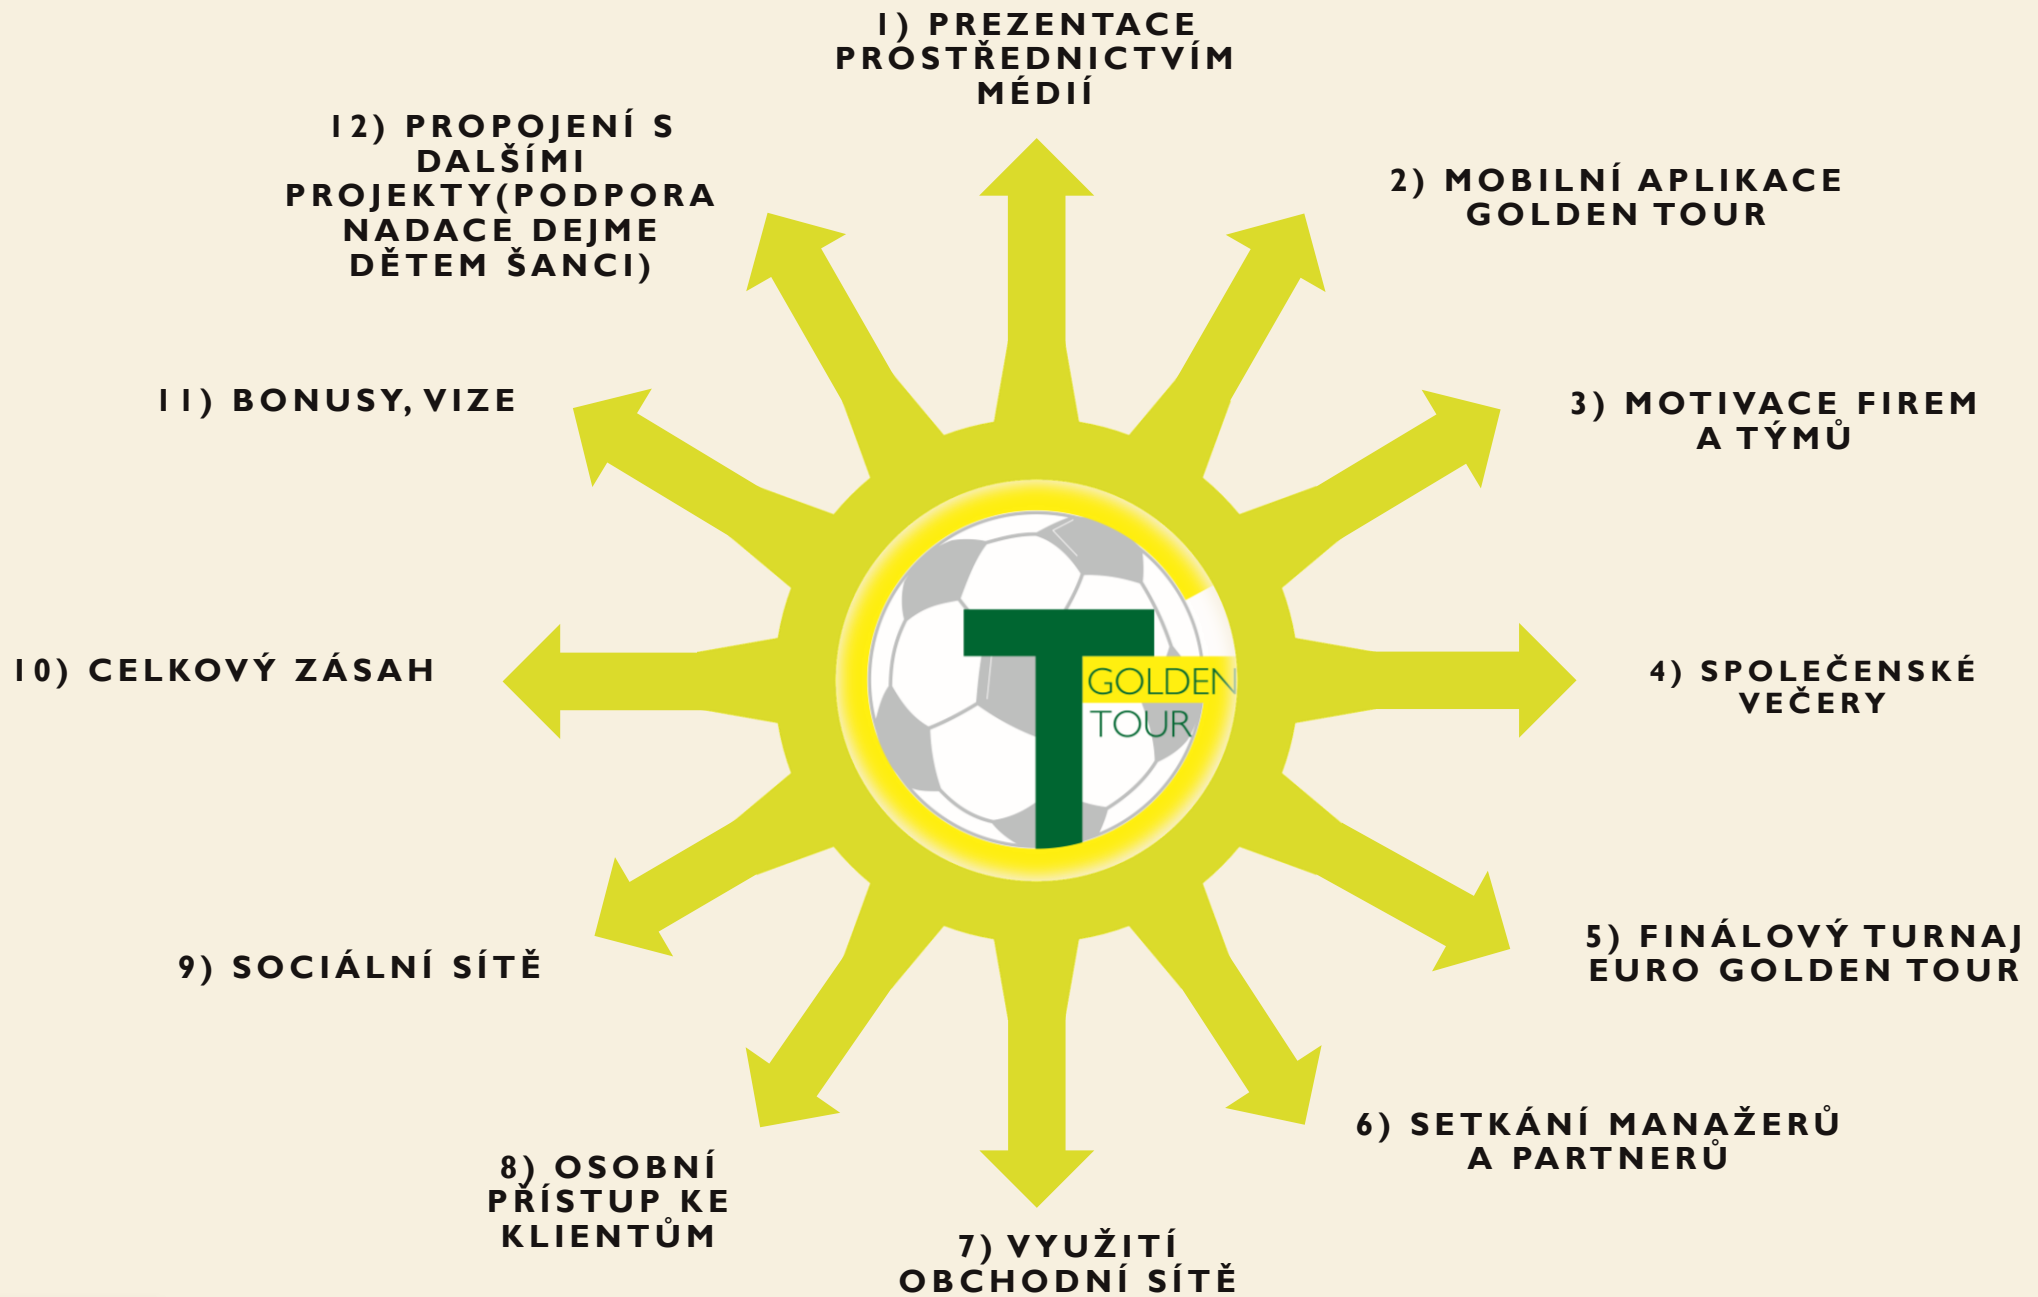 1) PREZENTACE
PROSTŘEDNICTVÍM
MÉDIÍ
2) MOBILNÍ APLIKACE
GOLDEN TOUR
3) MOTIVACE FIREM
A TÝMŮ
4) SPOLEČENSKÉ
VEČERY
5) FINÁLOVÝ TURNAJ
EURO GOLDEN TOUR
6) SETKÁNÍ MANAŽERŮ
A PARTNERŮ
7) VYUŽITÍ
OBCHODNÍ SÍTĚ
8) OSOBNÍ
PŘÍSTUP KE
KLIENTŮM
9) SOCIÁLNÍ SÍTĚ
10) CELKOVÝ ZÁSAH
11) BONUSY, VIZE
12) PROPOJENÍ S
DALŠÍMI
PROJEKTY(PODPORA
NADACE DEJME
DĚTEM ŠANCI)
T
GOLDEN
TOUR